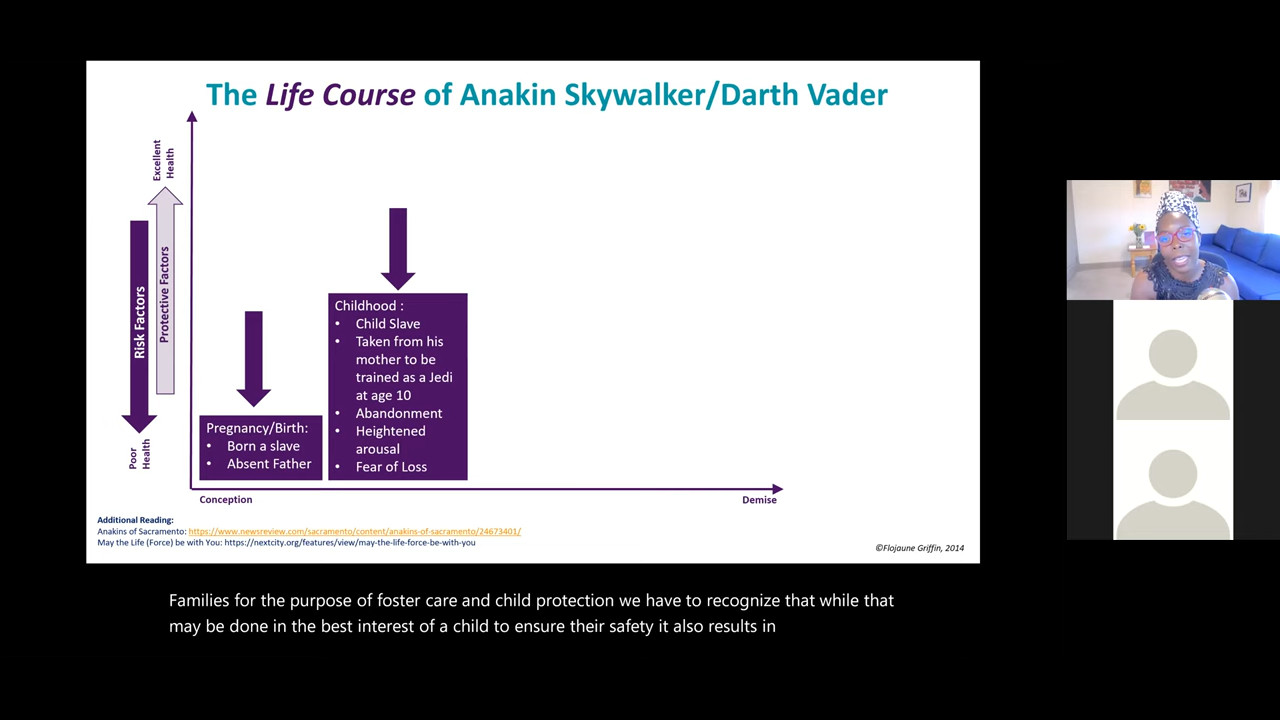 The Life Course of Anakin Skywalker/Darth Vader
Excellent
Health
Risk Factors
Protective Factors
Poor
Health
Pregnancy/Birth:
• Born a slave
• Absent Father
Childhood :
• Child Slave
• Taken from his
mother to be
trained as a Jedi
at age 10
• Abandonment
• Heightened
arousal
• Fear of Loss
Conception
Demise
Additional Reading:
Anakins of Sacramento: https://www.newsreview.com/sacramento/content/anakins-of-sacramento/24673401/
May the Life (Force) be with You: https://nextcity.org/features/view/may-the-life-force-be-with-you
©Flojaune Griffin, 2014
Families for the purpose of foster care and child protection we have to recognize that while that
may be done in the best interest of a child to ensure their safety it also results in